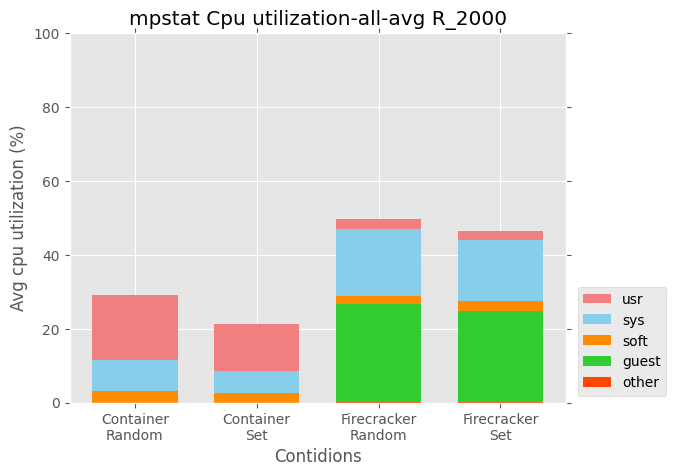 mpstat Cpu utilization-all-avg R_2000
100
80
60
40
20
0
Avg cpu utilization (%)
Container
Random
Container
Set
Firecracker
Random
Firecracker
Set
Contidions
usr
sys
soft
guest
other